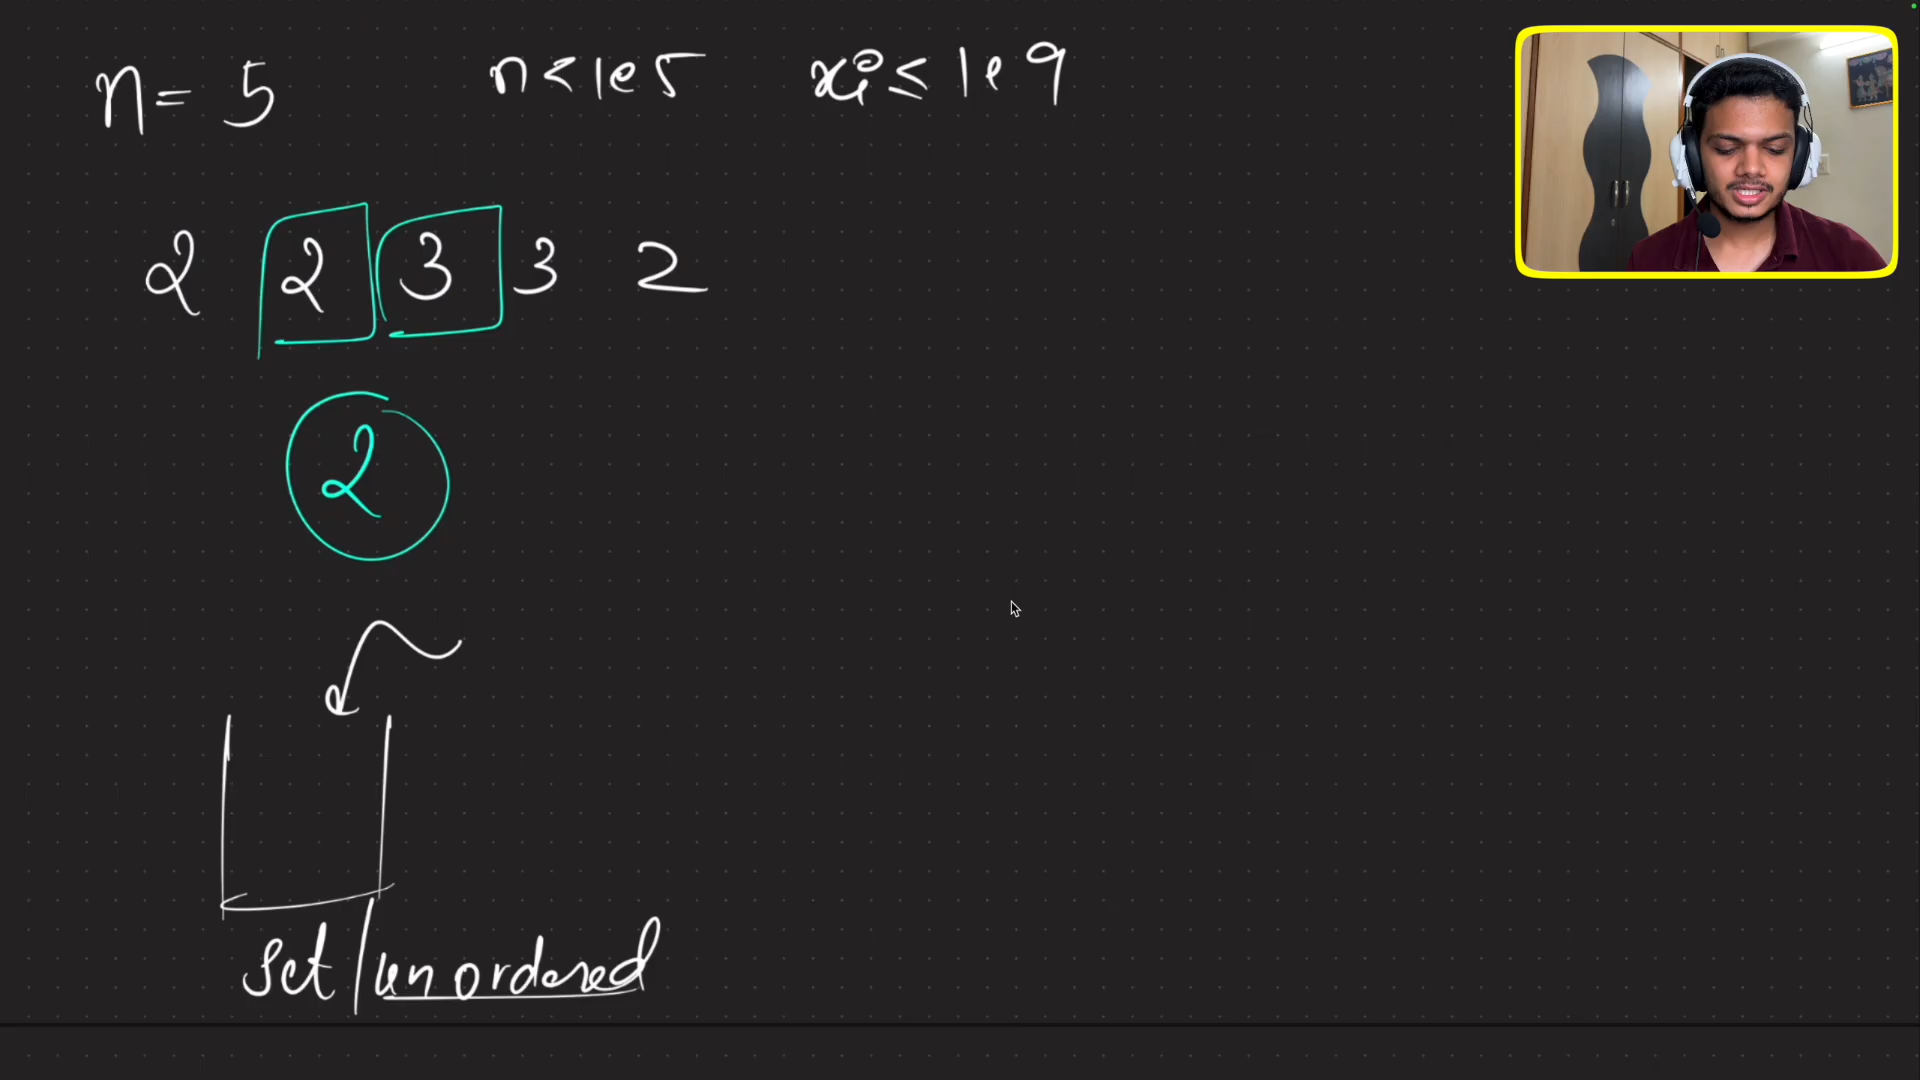 n = 5 n < 1e5 xi ≤ 1e9
2 2 3 3 2
2
set/unordered